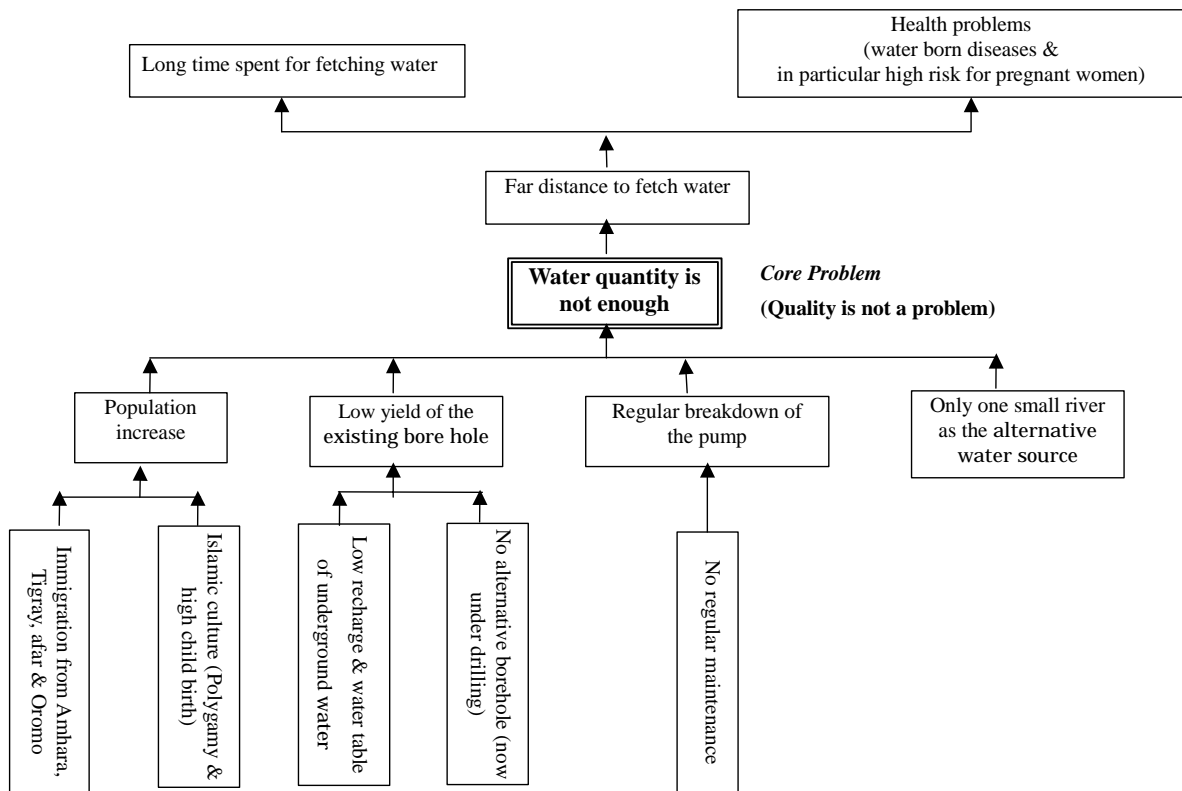 Health problems
(water born diseases &
in particular high risk for pregnant women)
Long time spent for fetching water
Far distance to fetch water
Water quantity is
not enough
Core Problem
(Quality is not a problem)
Population
increase
Low yield of the
existing bore hole
Regular breakdown of
the pump
Only one small river
as the alternative
water source
Immigration from Amhara,
Tigray, afar & Oromo
Islamic culture (Polygamy &
high child birth)
Low recharge & water table
of underground water
No alternative borehole (now
under drilling)
No regular maintenance